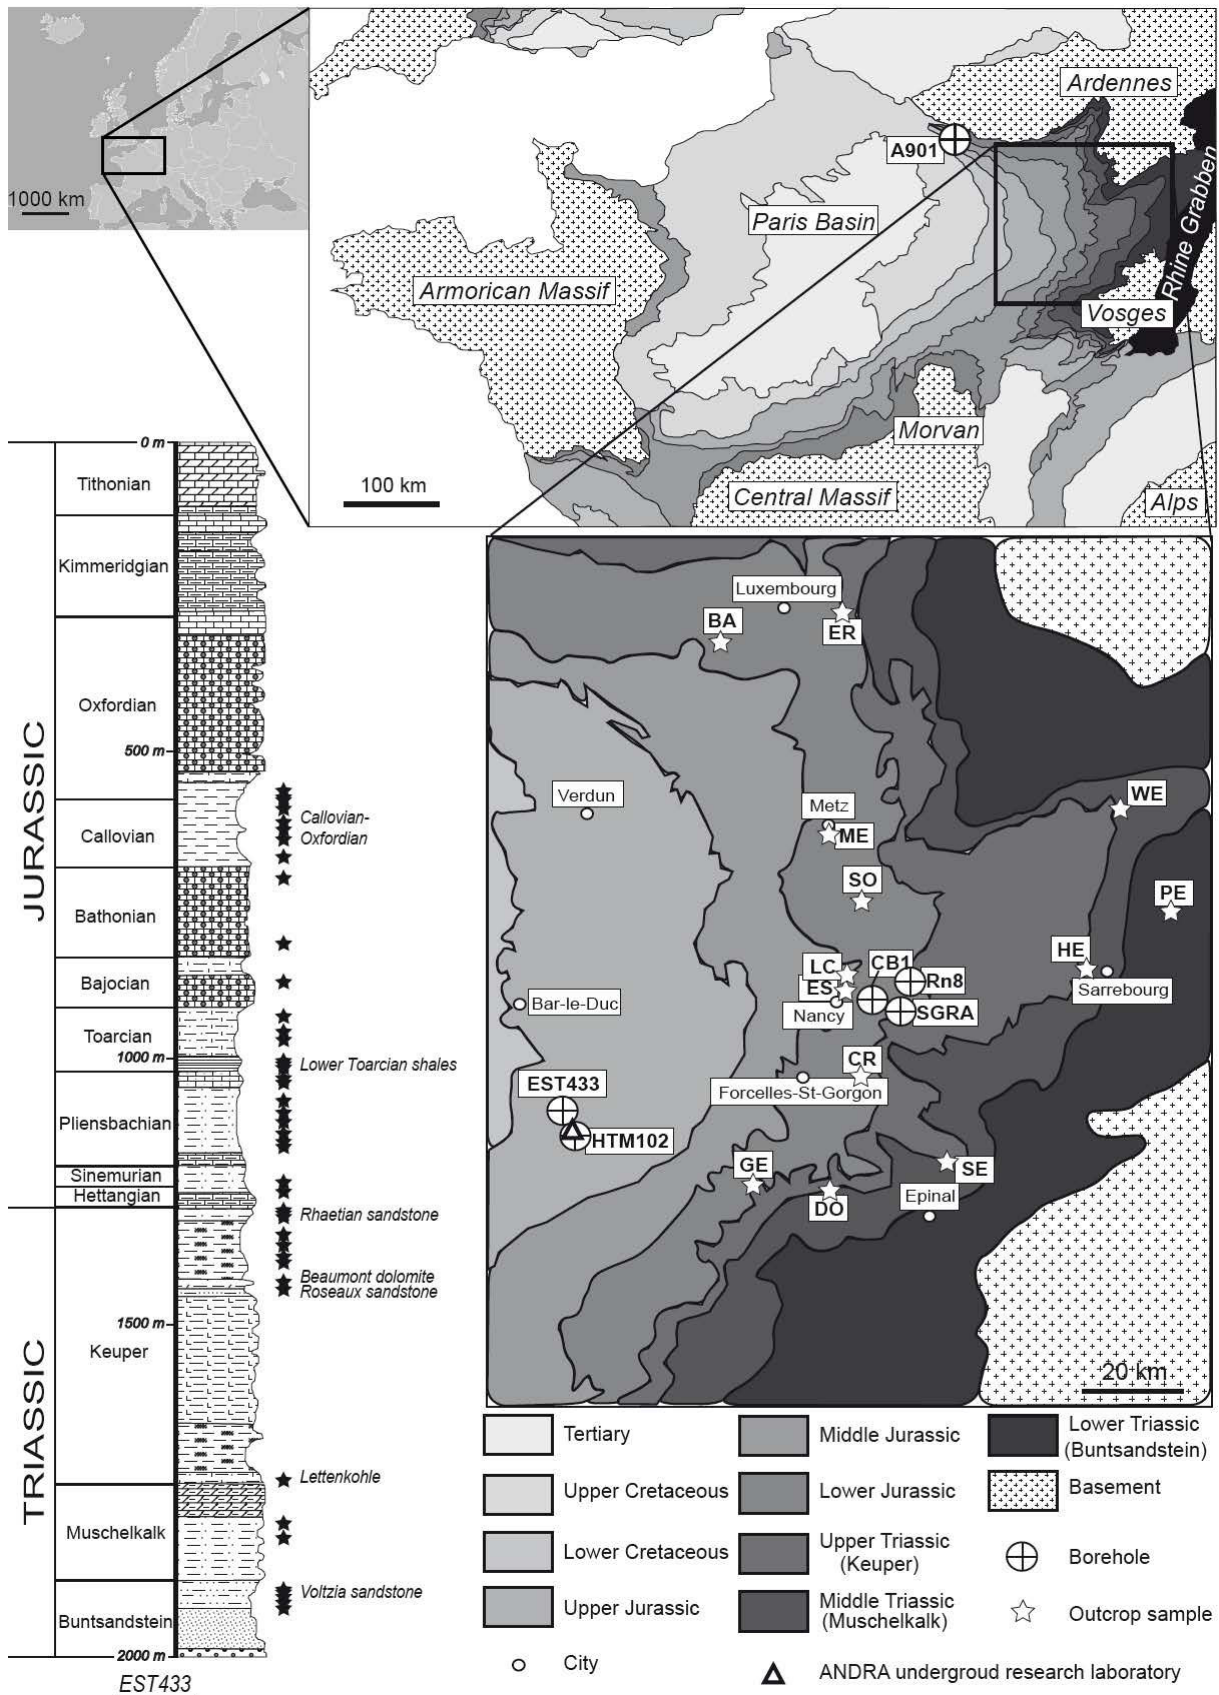 1000 km
Ardennes
A901
Paris Basin
Rhine Grabben
Armorican Massif
Vosges
Morvan
100 km
Central Massif
Alps
JURASSIC
TRIASSIC
0 m
Tithonian
Kimmeridgian
Oxfordian
500 m
Callovian
Callovian-
Oxfordian
Bathonian
Bajocian
Toarcian
1000 m
Lower Toarcian shales
Pliensbachian
Sinemurian
Hettangian
Rhaetian sandstone
Beaumont dolomite
Roseaux sandstone
1500 m
Keuper
Lettenkohle
Muschelkalk
Voltzia sandstone
Buntsandstein
2000 m
EST433
Luxembourg
BA
ER
Verdun
Metz
ME
WE
SO
PE
HE
LC
CB1
Rn8
ES
Sarrebourg
Bar-le-Duc
Nancy
SGRA
CR
EST433
Forcelles-St-Gorgon
HTM102
GE
SE
DO
Epinal
20 km
Tertiary
Middle Jurassic
Lower Triassic
(Buntsandstein)
Upper Cretaceous
Lower Jurassic
Basement
Lower Cretaceous
Upper Triassic
(Keuper)
Borehole
Upper Jurassic
Middle Triassic
(Muschelkalk)
Outcrop sample
City
ANDRA undergroud research laboratory